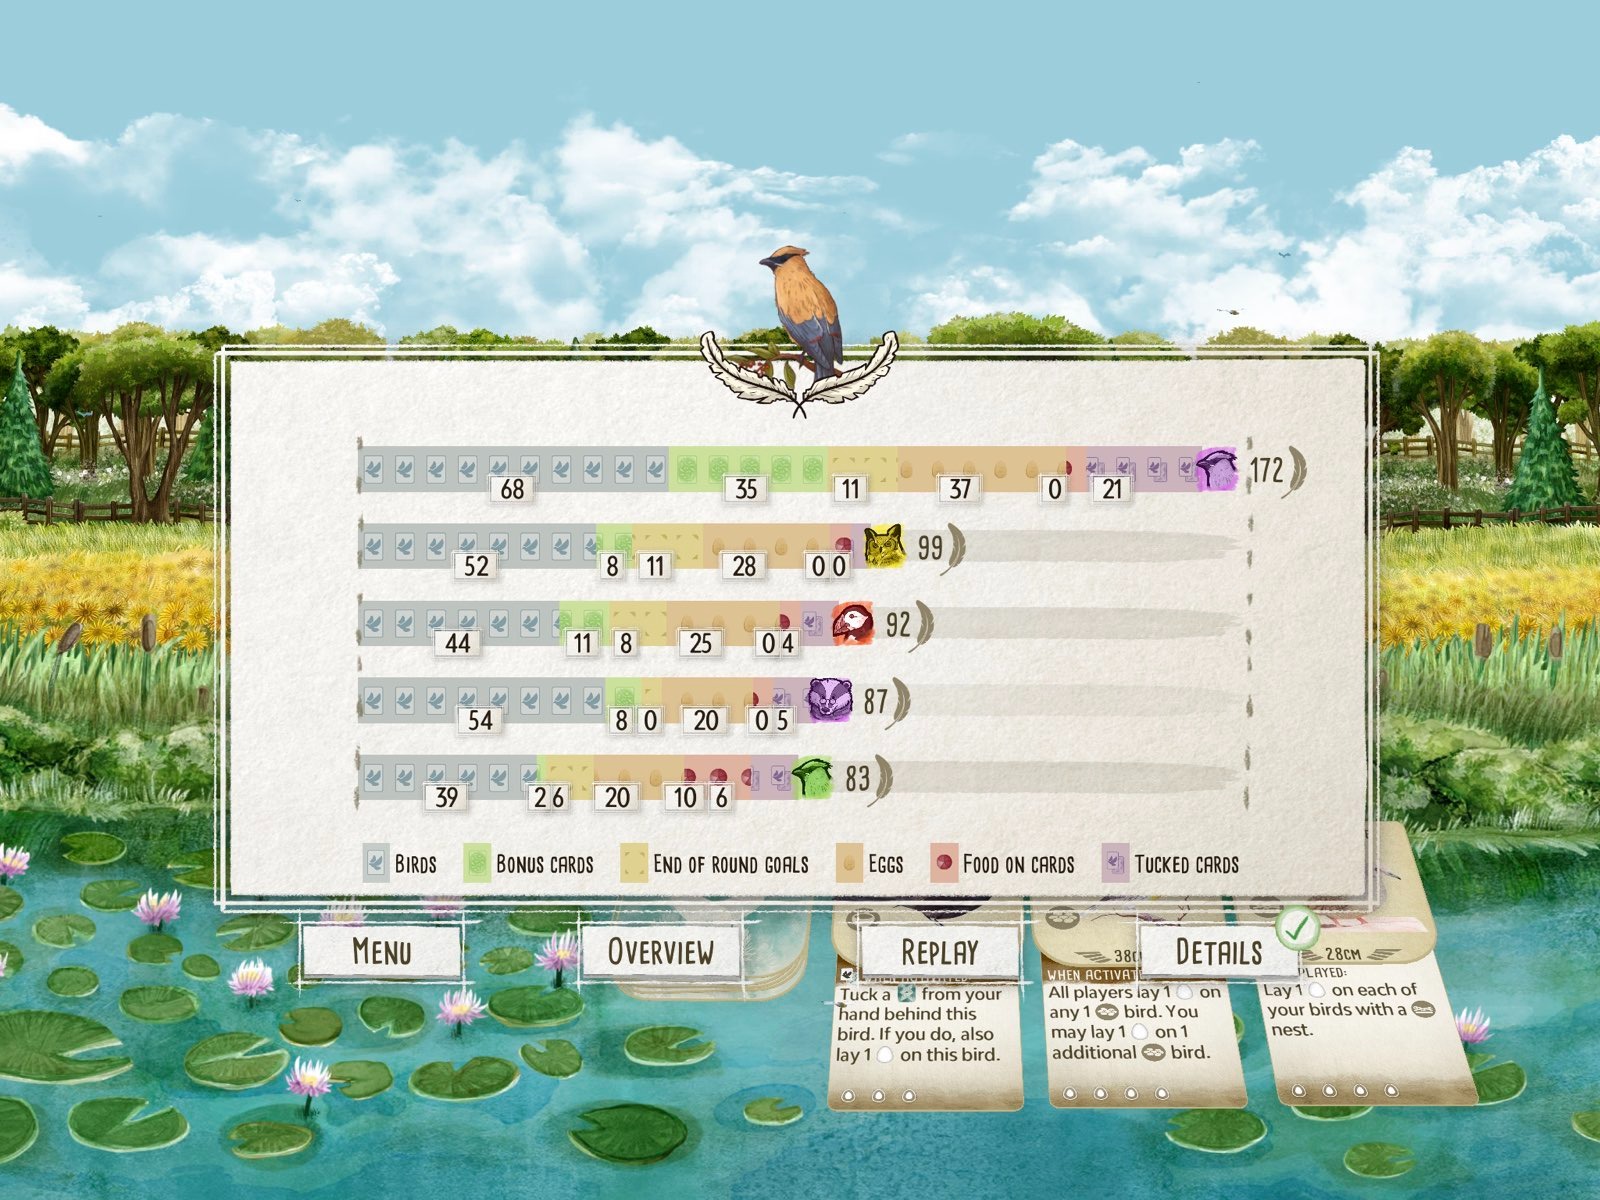 172
68 35 11 37 0 21
99
52 8 11 28 0 0
92
44 11 8 25 0 4
87
54 8 0 20 0 5
83
39 2 6 20 10 6
BIRDS BONUS CARDS END OF ROUND GOALS EGGS FOOD ON CARDS TUCKED CARDS
MENU OVERVIEW REPLAY DETAILS
28CM
Tuck a from your
hand behind this
bird. If you do, also
lay 1 on this bird.
WHEN
All players lay 1 on
any 1 bird. You
may lay 1 on 1
additional bird.
PLAYED:
Lay 1 on each of
your birds with a
nest.